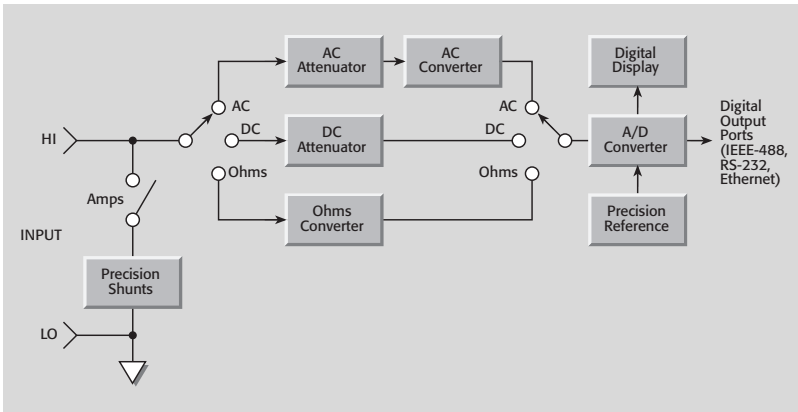 AC
Attenuator
AC
Converter
Digital
Display
AC
AC
HI
DC
DC
Attenuator
DC
A/D
Converter
Digital
Output
Ports
(IEEE-488,
RS-232,
Ethernet)
Ohms
Ohms
Amps
Ohms
Converter
Precision
Reference
INPUT
Precision
Shunts
LO